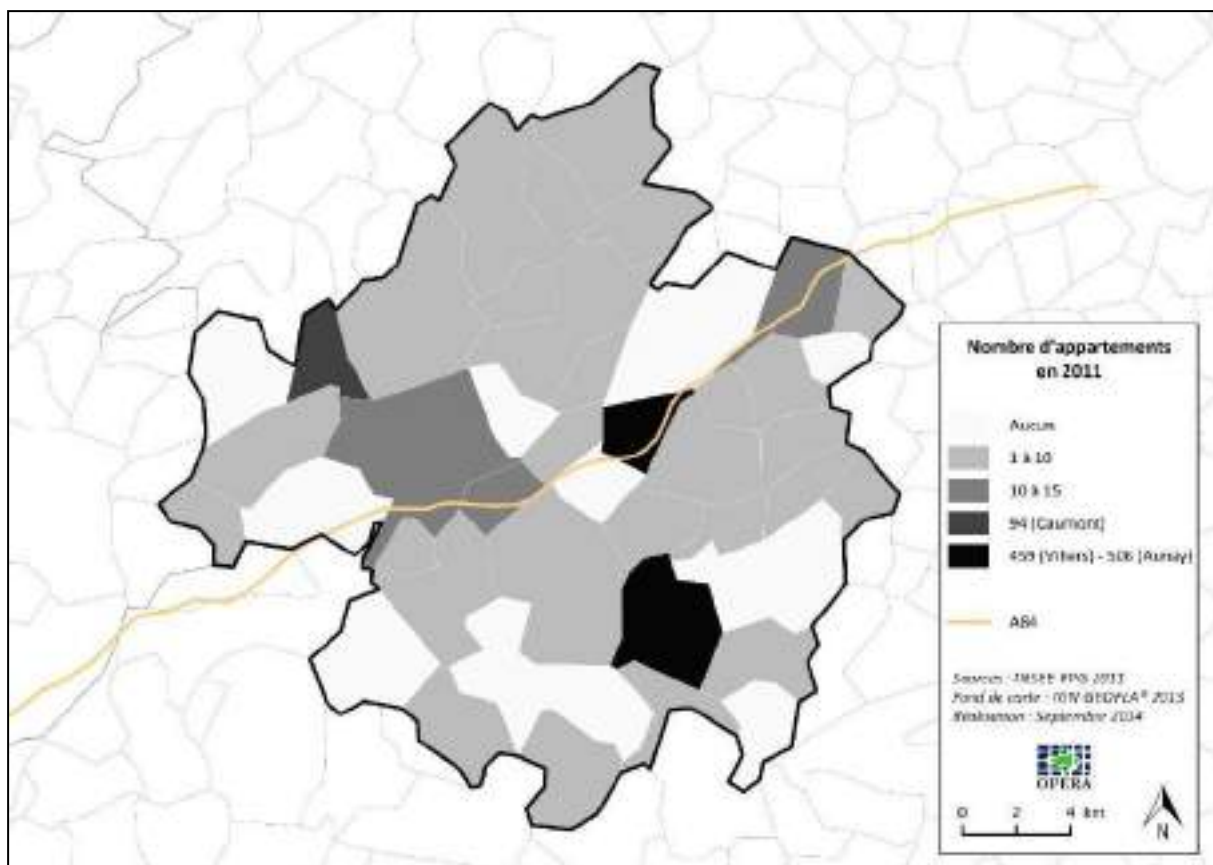 Nombre d'appartements
en 2011
Aucun
1 à 10
10 à 15
94 (Caumont)
459 (Villers) - 506 (Aunay)
A84
Sources : INSEE RPG 2011
Fond de carte : IGN GEOFLA® 2013
Réalisation : Septembre 2014
OPERA
0 2 4 km
N